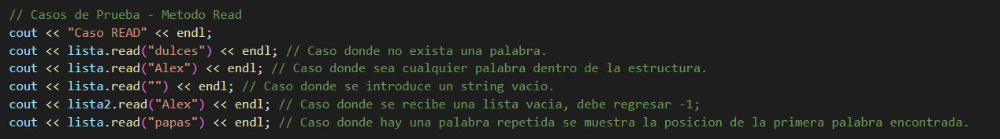 // Casos de Prueba - Metodo Read
cout << "Caso READ" << endl;
cout << lista.read("dulces") << endl; // Caso donde no exista una palabra.
cout << lista.read("Alex") << endl; // Caso donde sea cualquier palabra dentro de la estructura.
cout << lista.read("") << endl; // Caso donde se introduce un string vacio.
cout << lista2.read("Alex") << endl; // Caso donde se recibe una lista vacia, debe regresar -1;
cout << lista.read("papas") << endl; // Caso donde hay una palabra repetida se muestra la posicion de la primera palabra encontrada.